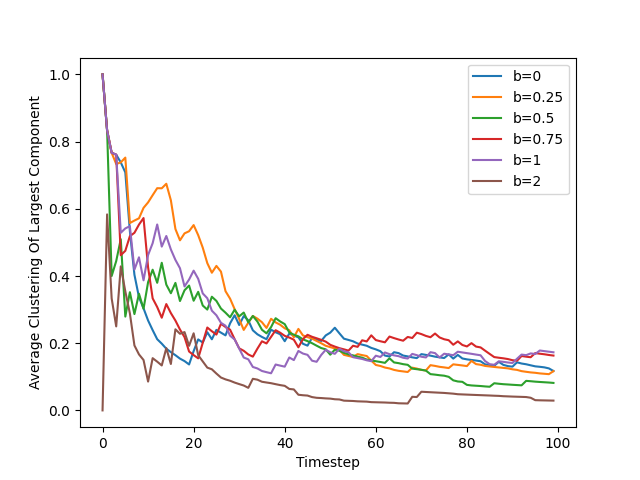 b=0
b=0.25
b=0.5
b=0.75
b=1
b=2
Average Clustering Of Largest Component
1.0
0.8
0.6
0.4
0.2
0.0
0
20
40
60
80
100
Timestep